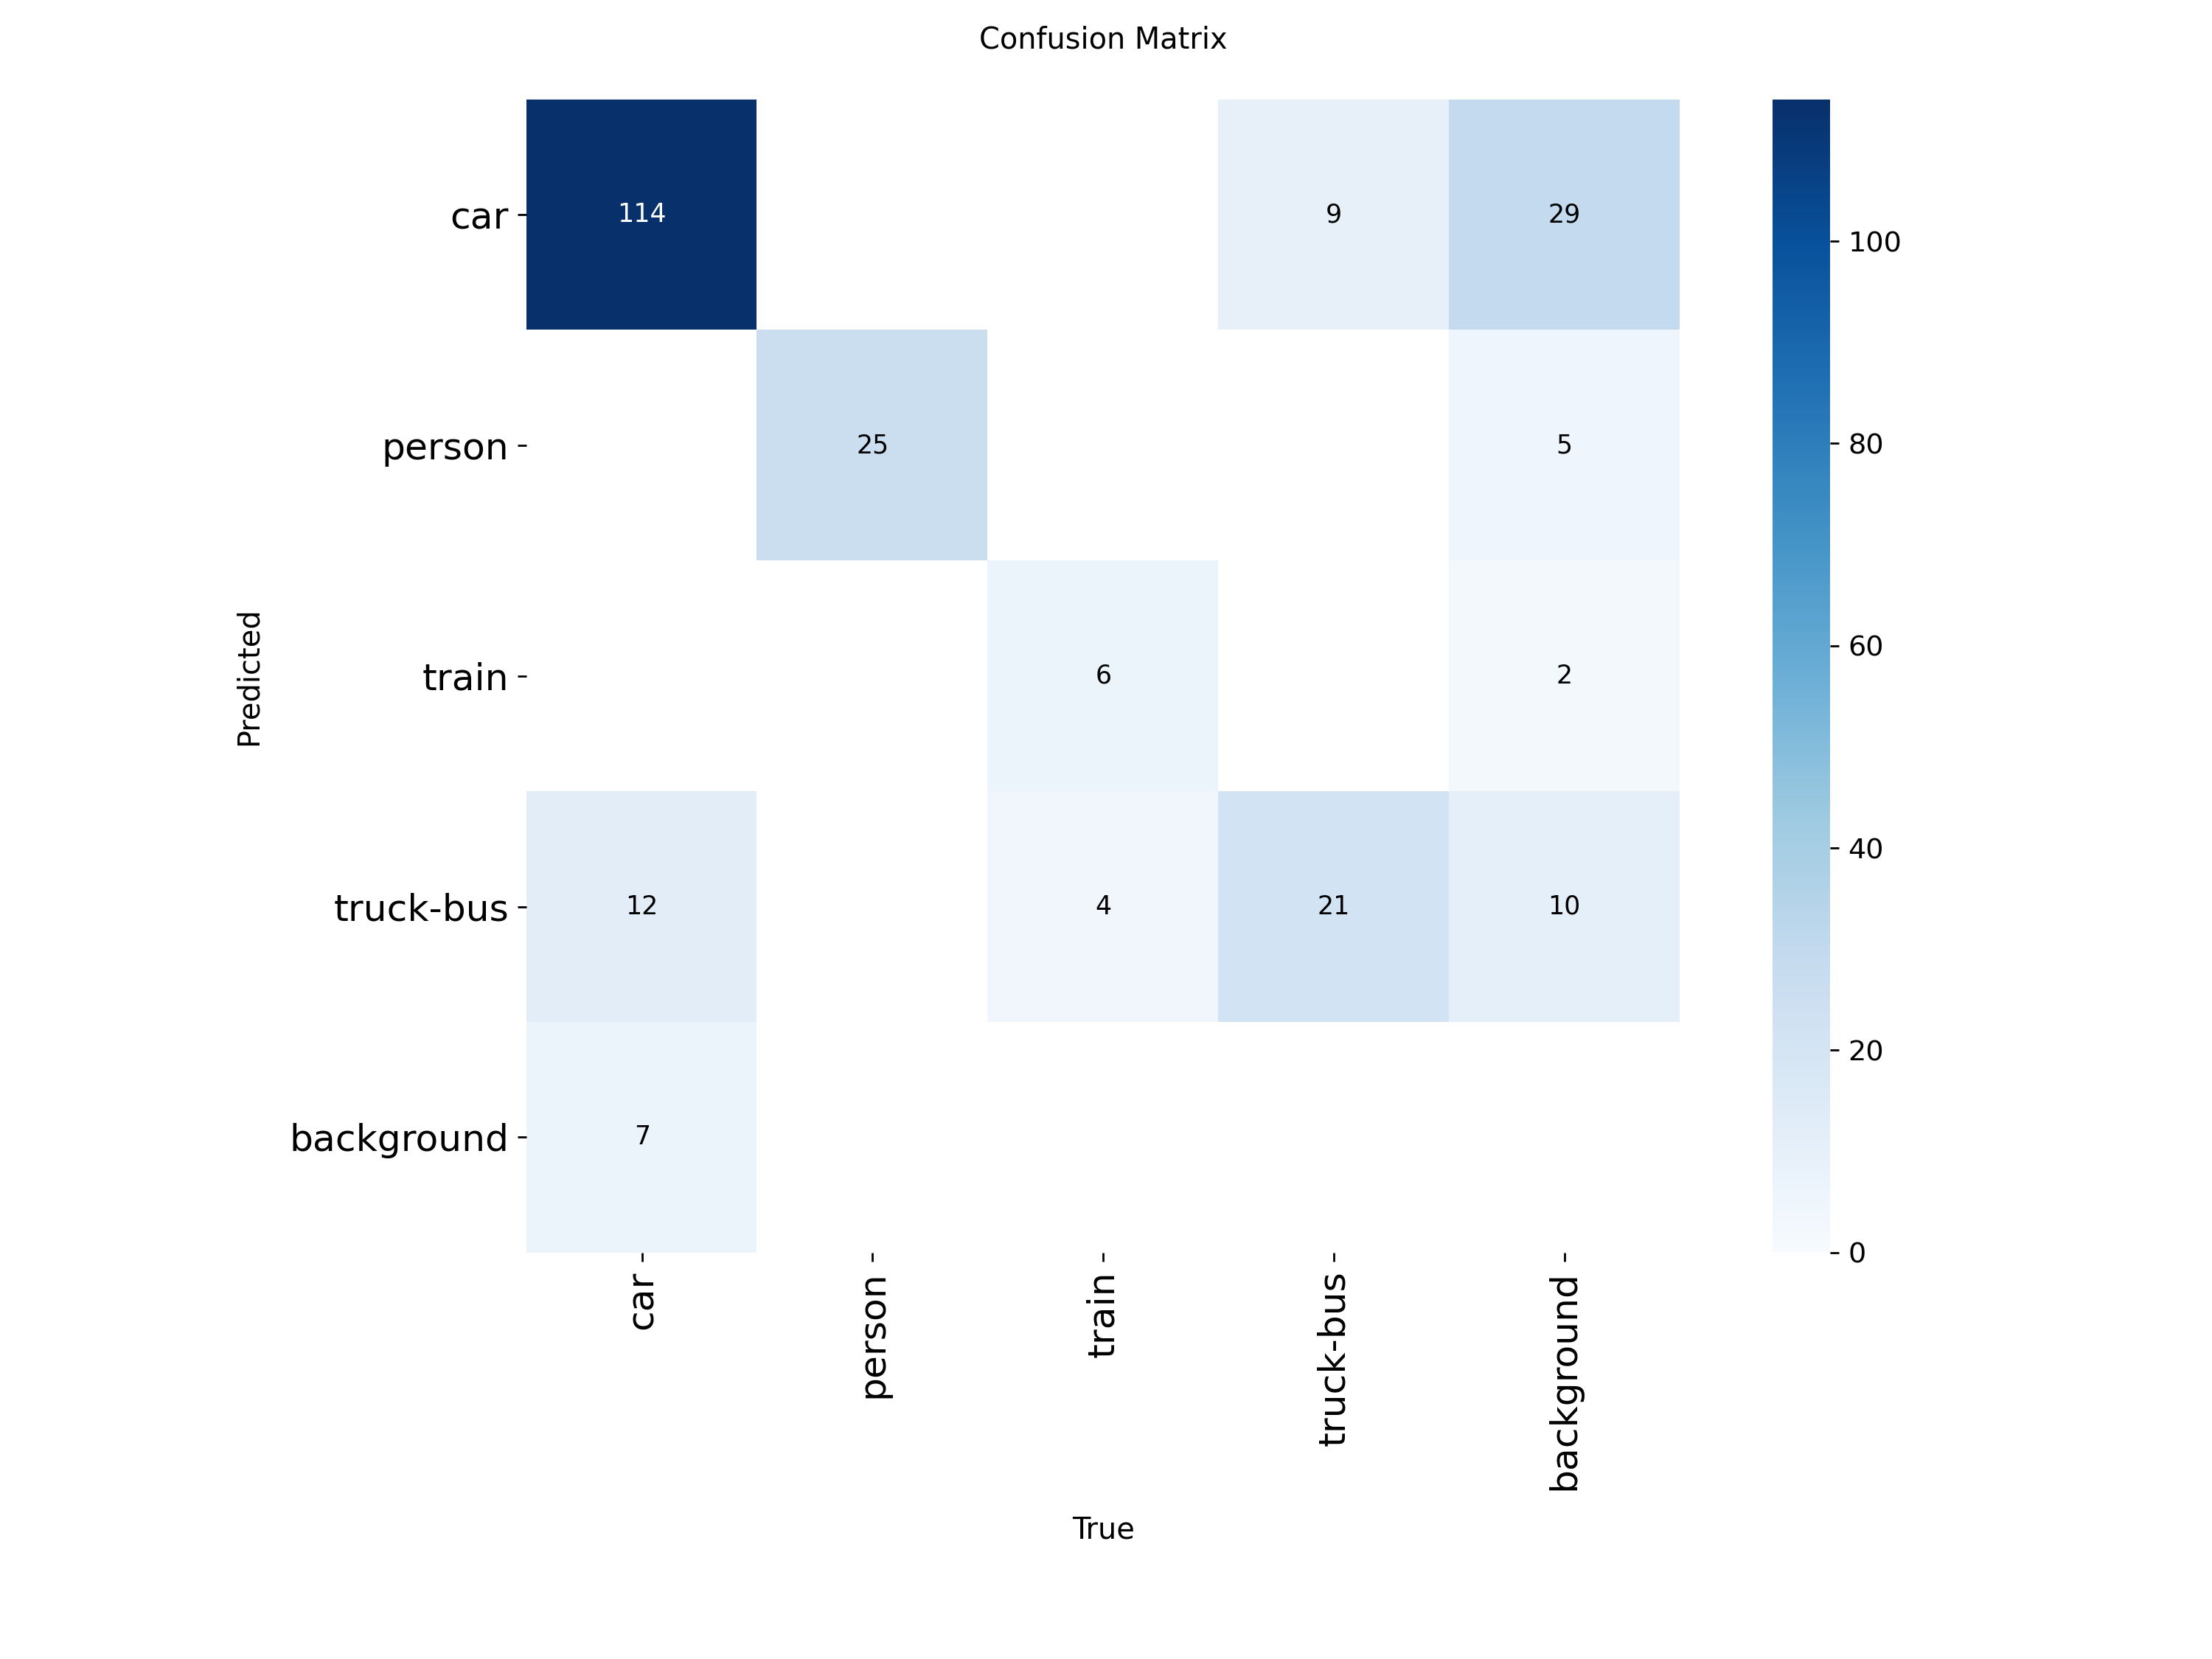 Confusion Matrix
car
114
9
29
100
person
25
5
80
60
Predicted
train
6
2
40
truck-bus
12
4
21
10
20
background
7
0
car
person
train
truck-bus
background
True